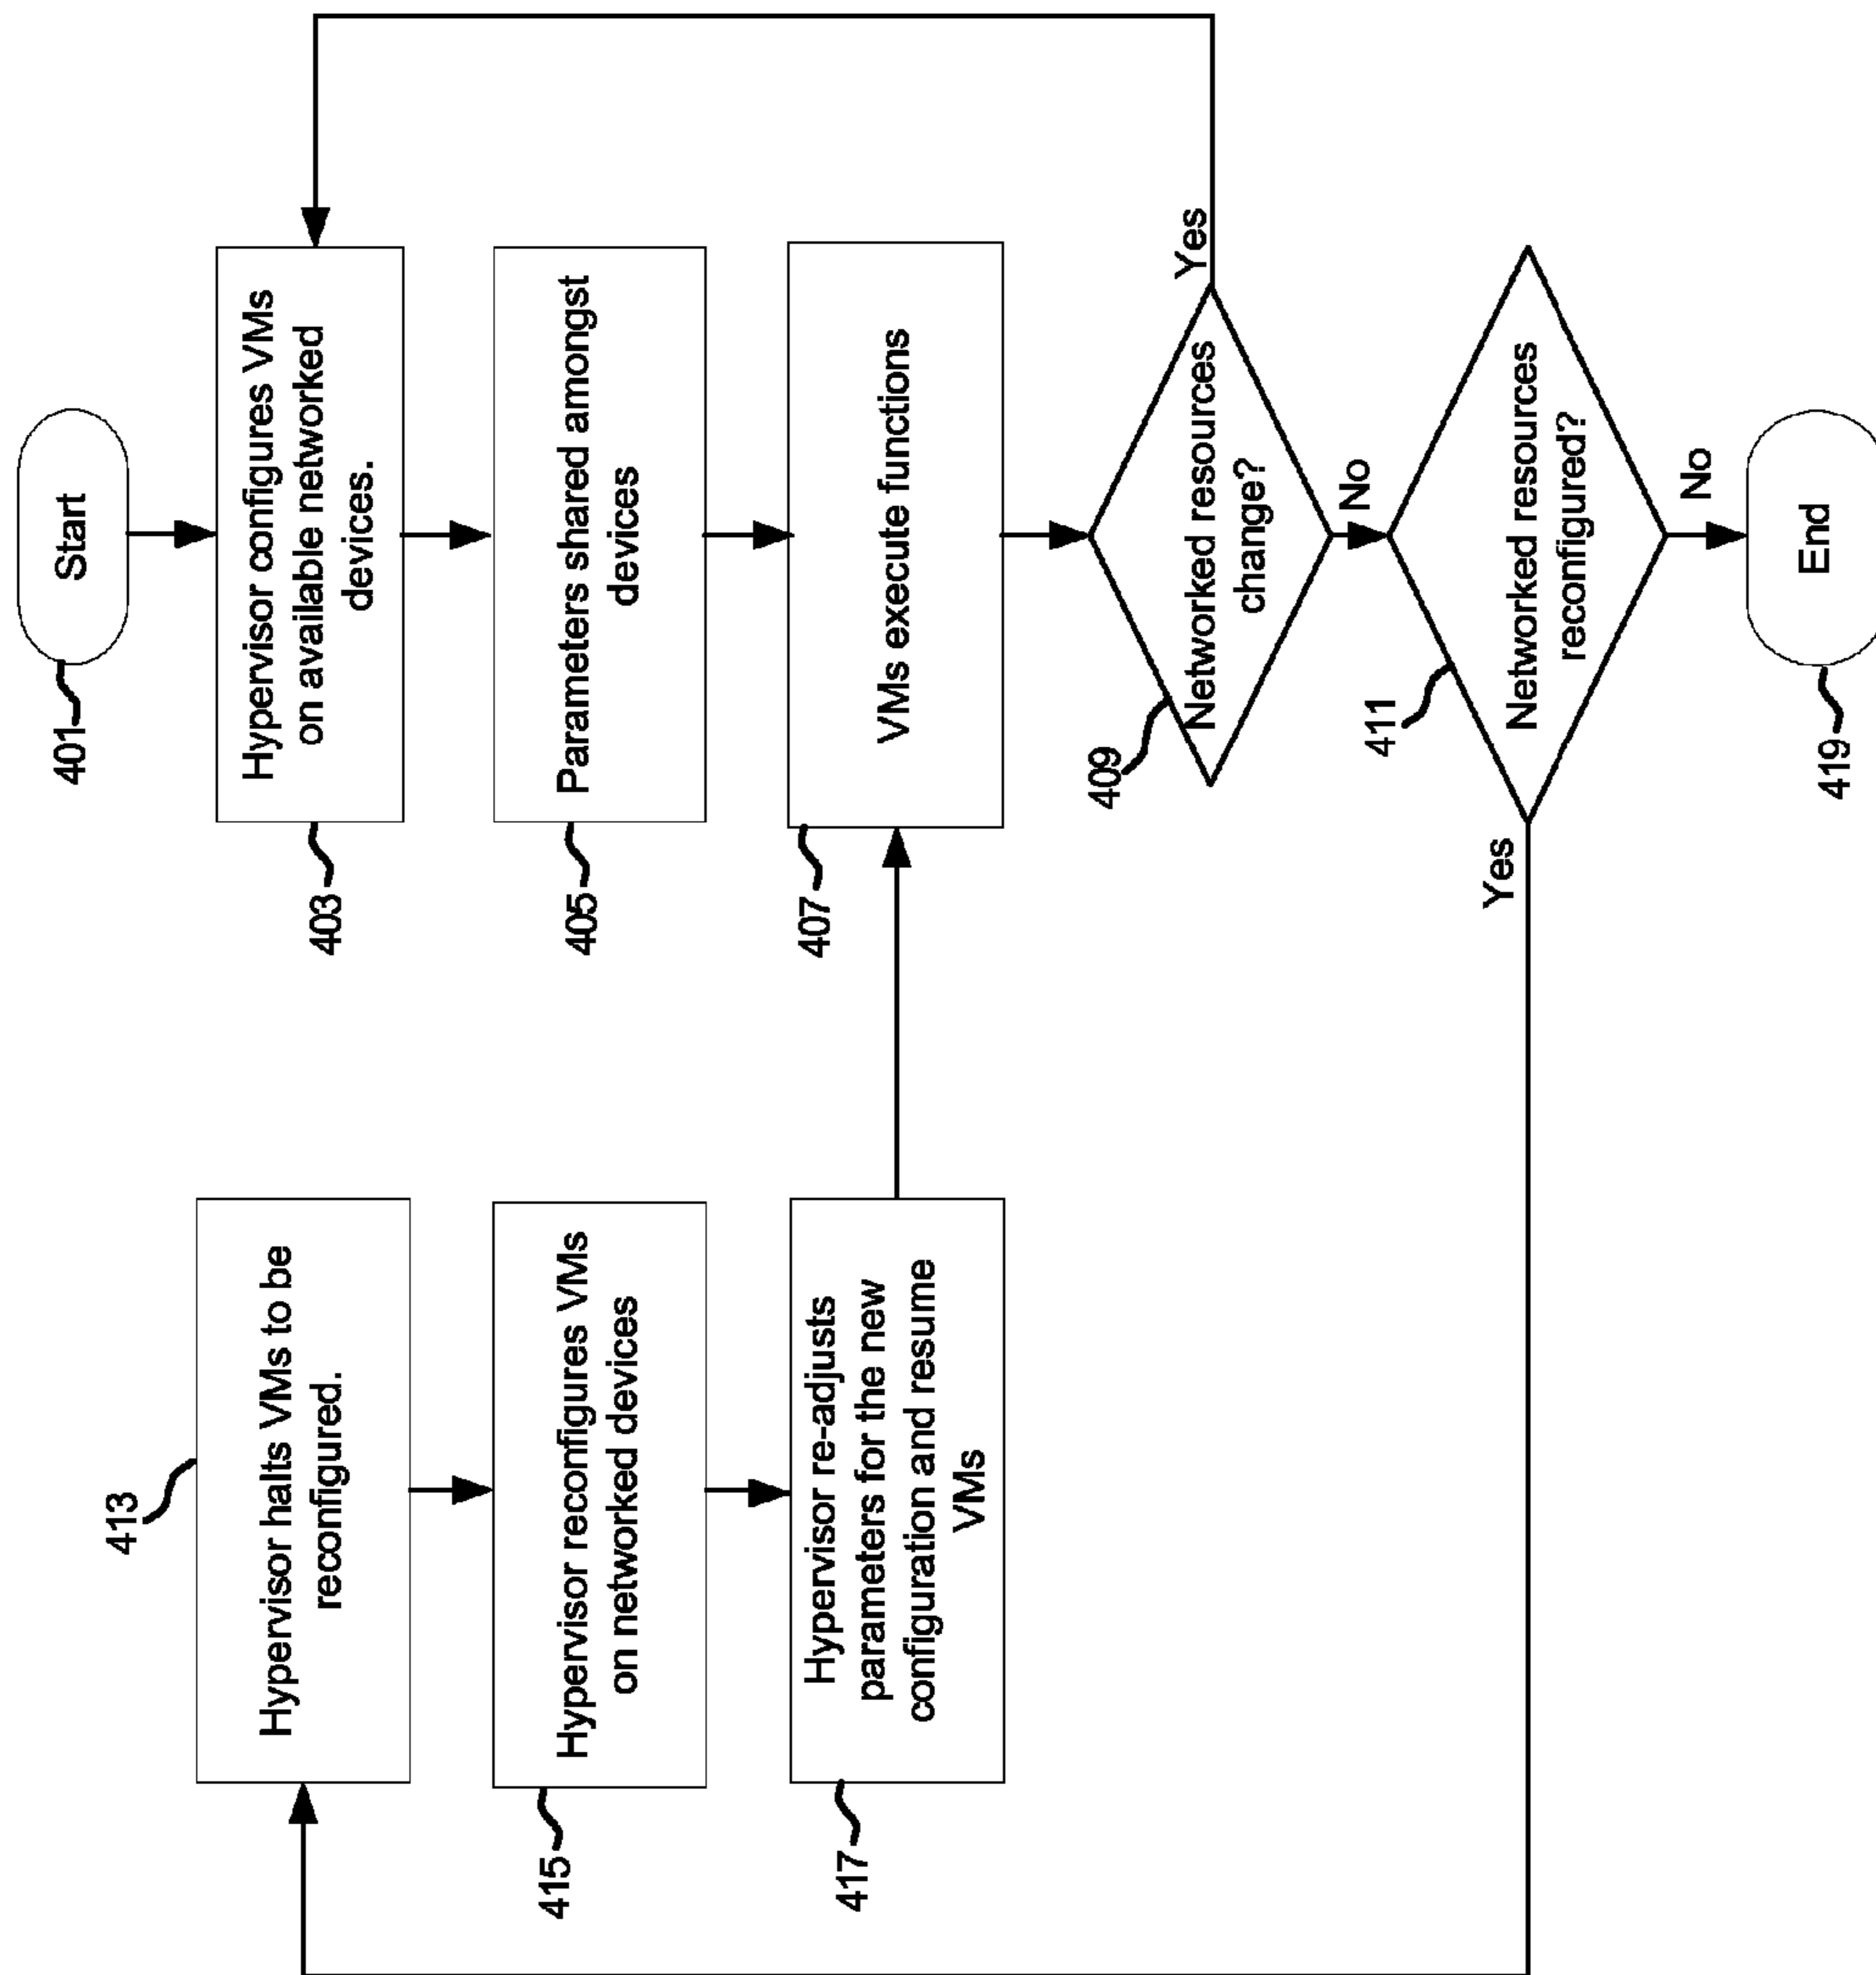 401
Start
403
Hypervisor configures VMs
on available networked
devices.
405
Parameters shared amongst
devices
407
VMs execute functions
409
Networked resources
change?
Yes
No
411
Networked resources
reconfigured?
Yes
No
419
End
413
Hypervisor halts VMs to be
reconfigured.
415
Hypervisor reconfigures VMs
on networked devices
417
Hypervisor re-adjusts
parameters for the new
configuration and resume
VMs